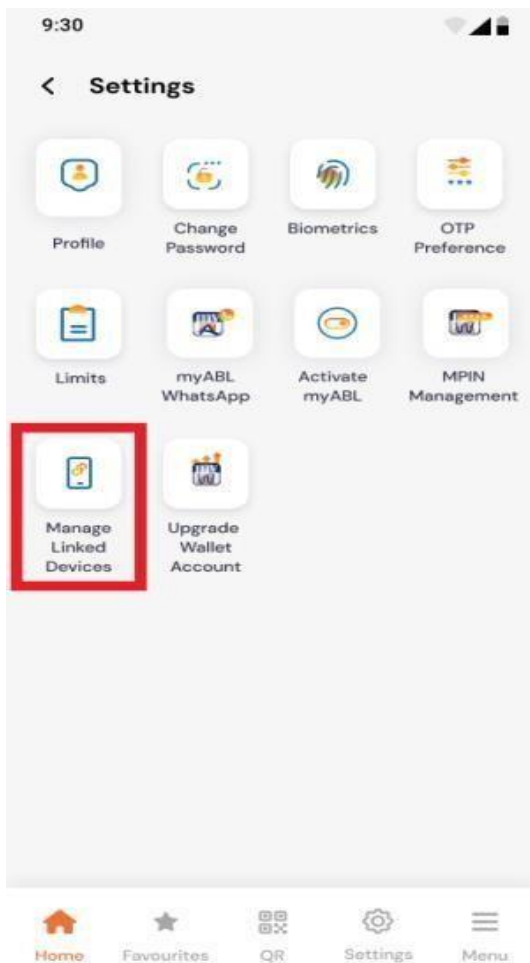 9:30
Settings
Profile
Change
Password
Biometrics
OTP
Preference
Limits
myABL
WhatsApp
Activate
myABL
MPIN
Management
Manage
Linked
Devices
Upgrade
Wallet
Account
Home
Favourites
QR
Settings
Menu